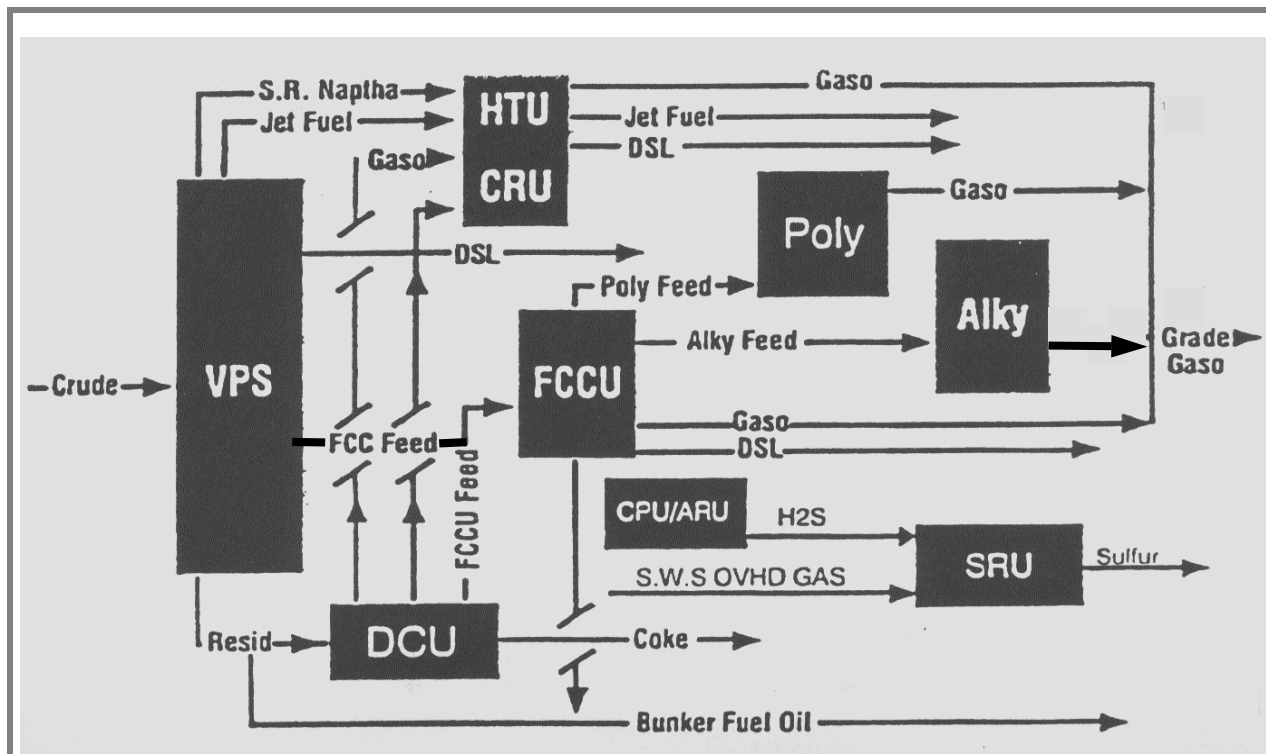 S.R. Naptha
Jet Fuel
Gaso
HTU
CRU
Gaso
Jet Fuel
DSL
Poly
Gaso
DSL
Poly Feed
Alky
Alky Feed
Grade
Gaso
Crude
VPS
FCCU
FCC Feed
Gaso
DSL
FCCU Feed
CPU/ARU
H2S
SRU
Sulfur
S.W.S OVHD GAS
Resid
DCU
Coke
Bunker Fuel Oil